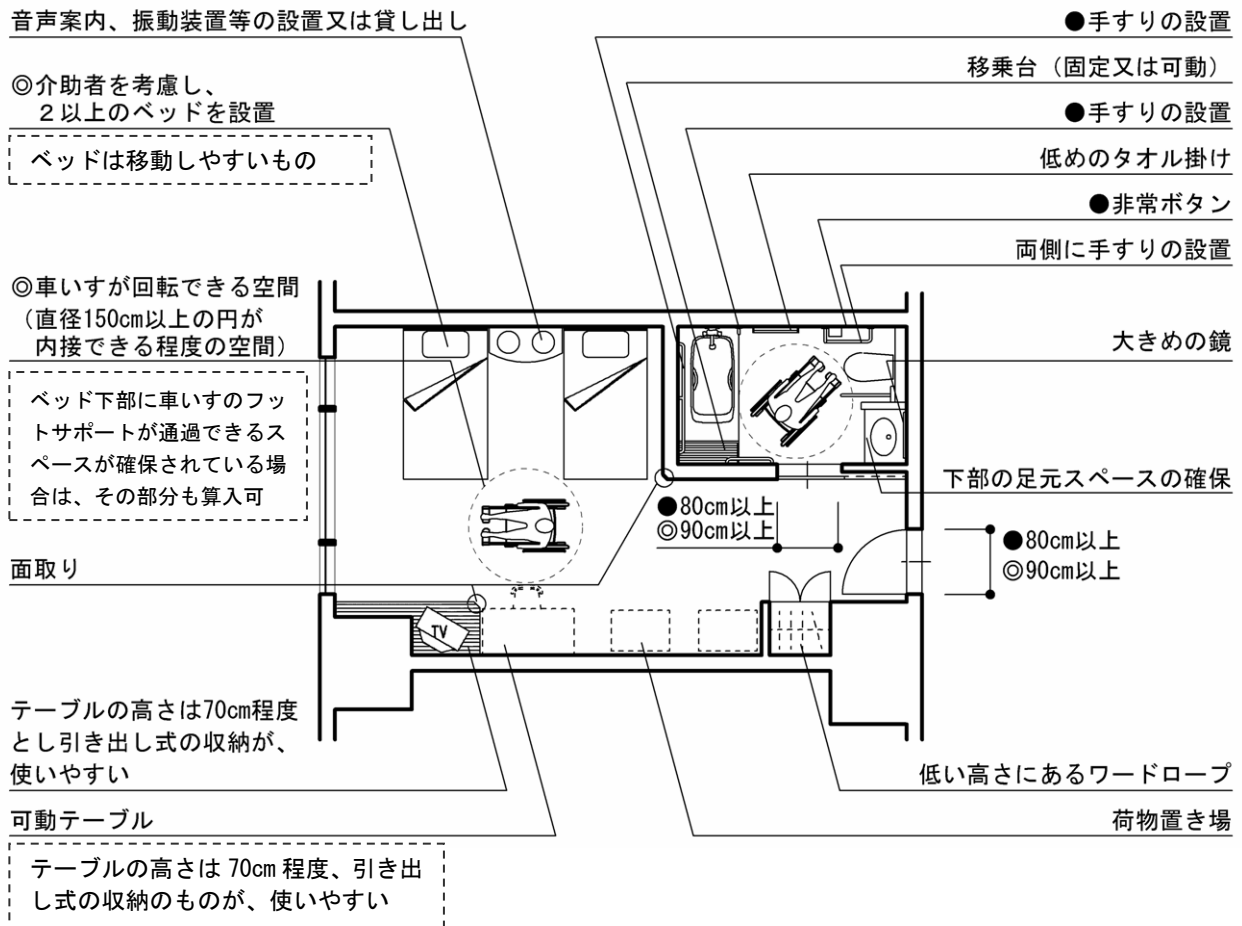 音声案内、振動装置等の設置又は貸し出し
◎介助者を考慮し、
２以上のベッドを設置
ベッドは移動しやすいもの
◎車いすが回転できる空間
（直径150cm以上の円が
内接できる程度の空間）
ベッド下部に車いすのフッ
トサポートが通過できるス
ペースが確保されている場
合は、その部分も算入可
面取り
テーブルの高さは70cm程度
とし引き出し式の収納が、
使いやすい
可動テーブル
テーブルの高さは 70cm 程度、引き出
し式の収納のものが、使いやすい
●手すりの設置
移乗台（固定又は可動）
●手すりの設置
低めのタオル掛け
●非常ボタン
両側に手すりの設置
大きめの鏡
下部の足元スペースの確保
●80cm以上
◎90cm以上
●80cm以上
◎90cm以上
TV
低い高さにあるワードローブ
荷物置き場